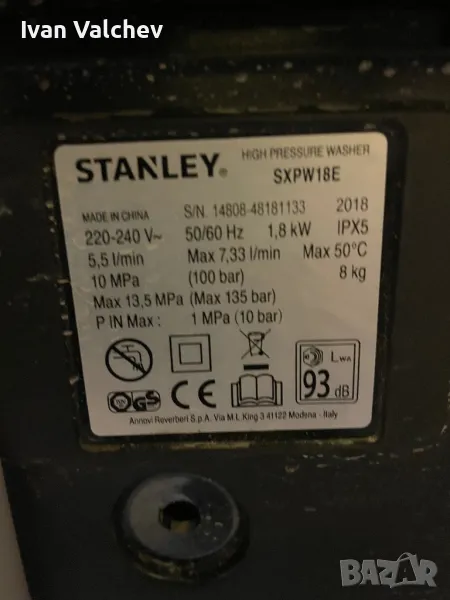 Ivan Valchev
STANLEY® HIGH PRESSURE WASHER
SXPW18E
MADE IN CHINA S/N. 14808-48181133 2018
220-240 V~ 50/60 Hz 1,8 kW IPX5
5,5 l/min Max 7,33 l/min Max 50°C
10 MPa (100 bar) 8 kg
Max 13,5 MPa (Max 135 bar)
P IN Max : 1 MPa (10 bar)
LWA
93 dB
GS CE
Annovi Reverberi S.p.A. Via M.L. King 3 41122 Modena - Italy
BAZAR